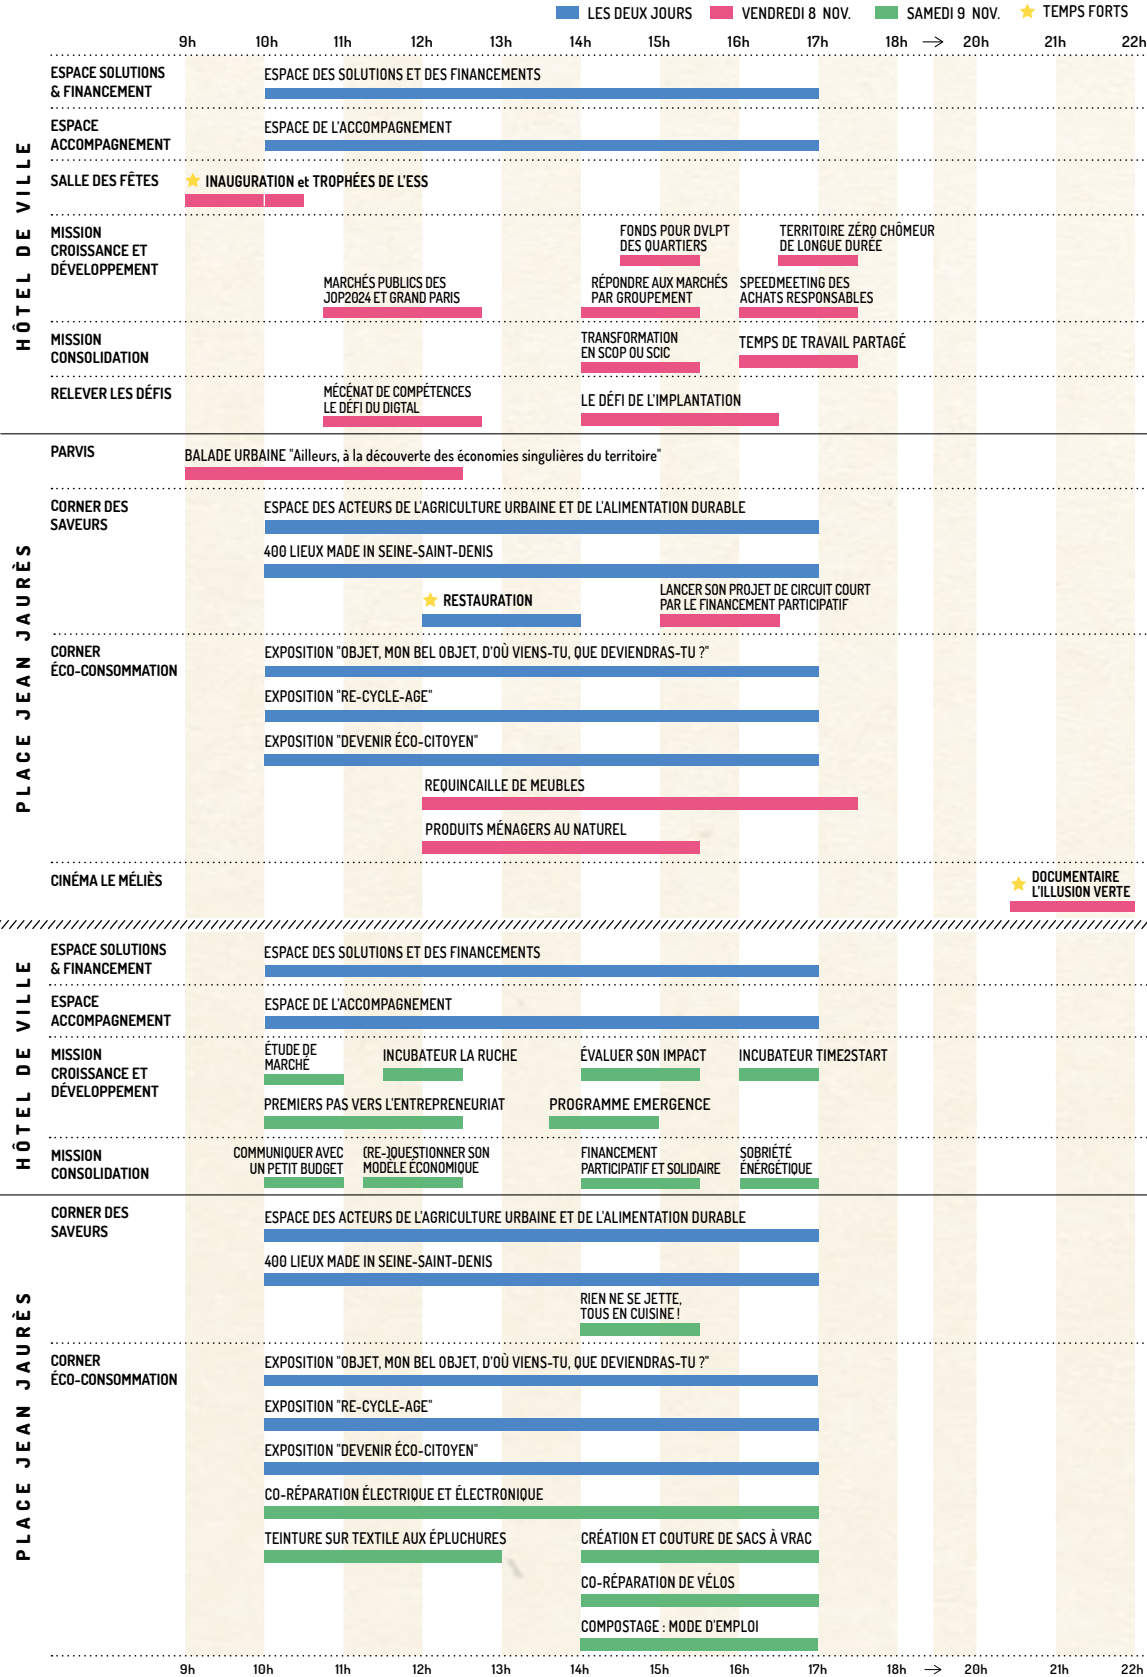 LES DEUX JOURS VENDREDI 8 NOV. SAMEDI 9 NOV. TEMPS FORTS
9h 10h 11h 12h 13h 14h 15h 16h 17h 18h → 20h 21h 22h
HÔTEL DE VILLE
ESPACE SOLUTIONS
& FINANCEMENT
ESPACE DES SOLUTIONS ET DES FINANCEMENTS
ESPACE
ACCOMPAGNEMENT
ESPACE DE L'ACCOMPAGNEMENT
SALLE DES FÊTES
INAUGURATION et TROPHÉES DE L'ESS
MISSION
CROISSANCE ET
DÉVELOPPEMENT
FONDS POUR DVLPT
DES QUARTIERS
TERRITOIRE ZÉRO CHÔMEUR
DE LONGUE DURÉE
MARCHÉS PUBLICS DES
JOP2024 ET GRAND PARIS
RÉPONDRE AUX MARCHÉS
PAR GROUPEMENT
SPEEDMEETING DES
ACHATS RESPONSABLES
MISSION
CONSOLIDATION
TRANSFORMATION
EN SCOP OU SCIC
TEMPS DE TRAVAIL PARTAGÉ
RELEVER LES DÉFIS
MÉCÉNAT DE COMPÉTENCES
LE DÉFI DU DIGTAL
LE DÉFI DE L'IMPLANTATION
PLACE JEAN JAURÈS
PARVIS
BALADE URBAINE "Ailleurs, à la découverte des économies singulières du territoire"
CORNER DES
SAVEURS
ESPACE DES ACTEURS DE L'AGRICULTURE URBAINE ET DE L'ALIMENTATION DURABLE
400 LIEUX MADE IN SEINE-SAINT-DENIS
RESTAURATION
LANCER SON PROJET DE CIRCUIT COURT
PAR LE FINANCEMENT PARTICIPATIF
CORNER
ÉCO-CONSOMMATION
EXPOSITION "OBJET, MON BEL OBJET, D'OÙ VIENS-TU, QUE DEVIENDRAS-TU ?"
EXPOSITION "RE-CYCLE-AGE"
EXPOSITION "DEVENIR ÉCO-CITOYEN"
REQUINCAILLE DE MEUBLES
PRODUITS MÉNAGERS AU NATUREL
CINÉMA LE MÉLIÈS
DOCUMENTAIRE
L'ILLUSION VERTE
HÔTEL DE VILLE
ESPACE SOLUTIONS
& FINANCEMENT
ESPACE DES SOLUTIONS ET DES FINANCEMENTS
ESPACE
ACCOMPAGNEMENT
ESPACE DE L'ACCOMPAGNEMENT
MISSION
CROISSANCE ET
DÉVELOPPEMENT
ÉTUDE DE
MARCHÉ
INCUBATEUR LA RUCHE
ÉVALUER SON IMPACT
INCUBATEUR TIME2START
PREMIERS PAS VERS L'ENTREPRENEURIAT
PROGRAMME EMERGENCE
MISSION
CONSOLIDATION
COMMUNIQUER AVEC
UN PETIT BUDGET
(RE-)QUESTIONNER SON
MODÈLE ÉCONOMIQUE
FINANCEMENT
PARTICIPATIF ET SOLIDAIRE
SOBRIÉTÉ
ÉNÉRGÉTIQUE
PLACE JEAN JAURÈS
CORNER DES
SAVEURS
ESPACE DES ACTEURS DE L'AGRICULTURE URBAINE ET DE L'ALIMENTATION DURABLE
400 LIEUX MADE IN SEINE-SAINT-DENIS
RIEN NE SE JETTE,
TOUS EN CUISINE !
CORNER
ÉCO-CONSOMMATION
EXPOSITION "OBJET, MON BEL OBJET, D'OÙ VIENS-TU, QUE DEVIENDRAS-TU ?"
EXPOSITION "RE-CYCLE-AGE"
EXPOSITION "DEVENIR ÉCO-CITOYEN"
CO-RÉPARATION ÉLECTRIQUE ET ÉLECTRONIQUE
TEINTURE SUR TEXTILE AUX ÉPLUCHURES
CRÉATION ET COUTURE DE SACS À VRAC
CO-RÉPARATION DE VÉLOS
COMPOSTAGE : MODE D'EMPLOI
9h 10h 11h 12h 13h 14h 15h 16h 17h 18h → 20h 21h 22h